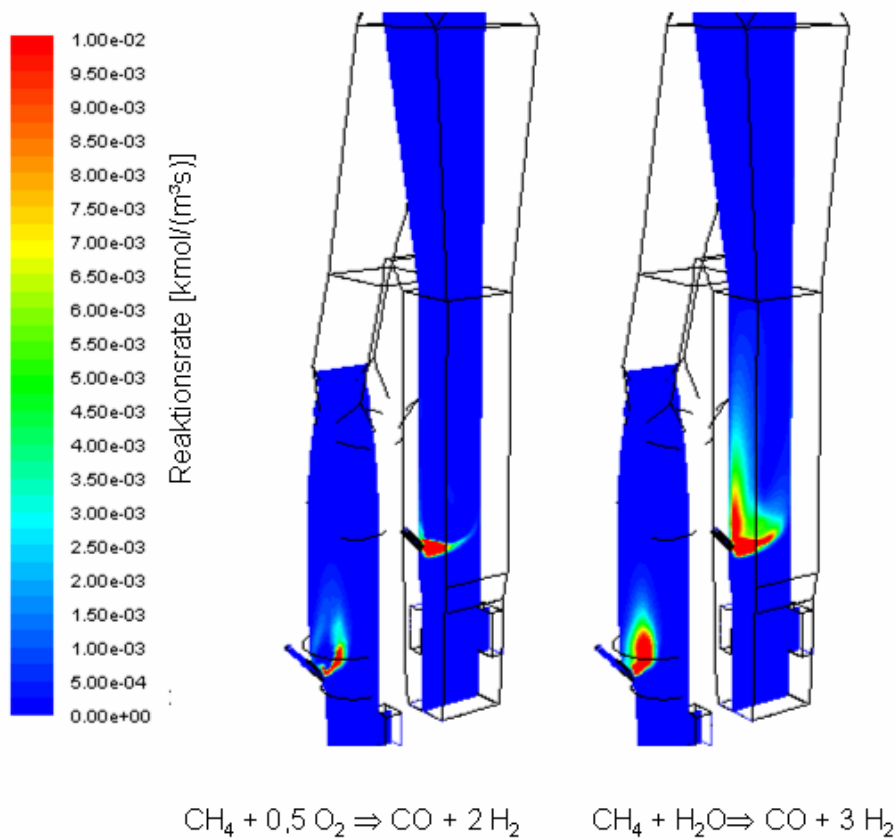 1.00e-02
9.50e-03
9.00e-03
8.50e-03
8.00e-03
7.50e-03
7.00e-03
6.50e-03
6.00e-03
5.50e-03
5.00e-03
4.50e-03
4.00e-03
3.50e-03
3.00e-03
2.50e-03
2.00e-03
1.50e-03
1.00e-03
5.00e-04
0.00e+00
Reaktionsrate [kmol/(m³s)]
CH₄ + 0,5 O₂ ⇒ CO + 2 H₂
CH₄ + H₂O⇒ CO + 3 H₂